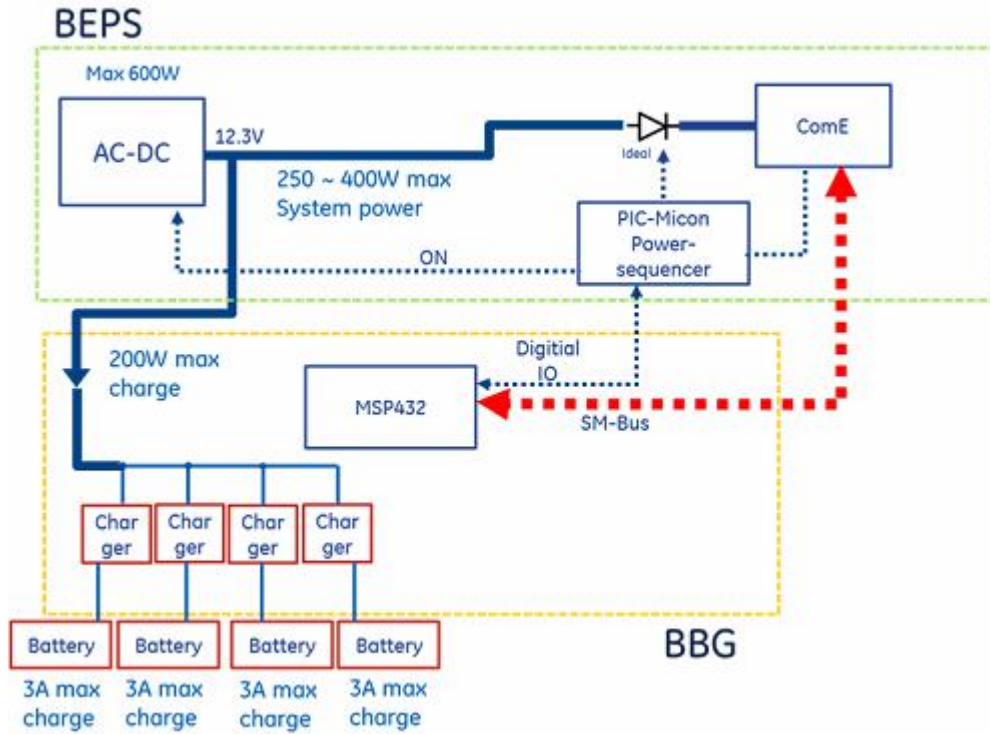 BEPS
Max 600W
AC-DC
12.3V
250 ~ 400W max
System power
Ideal
ComE
PIC-Micon
Power-
sequencer
ON
200W max
charge
Digitial
IO
MSP432
SM-Bus
Char
ger
Char
ger
Char
ger
Char
ger
BBG
Battery
Battery
Battery
Battery
3A max
charge
3A max
charge
3A max
charge
3A max
charge